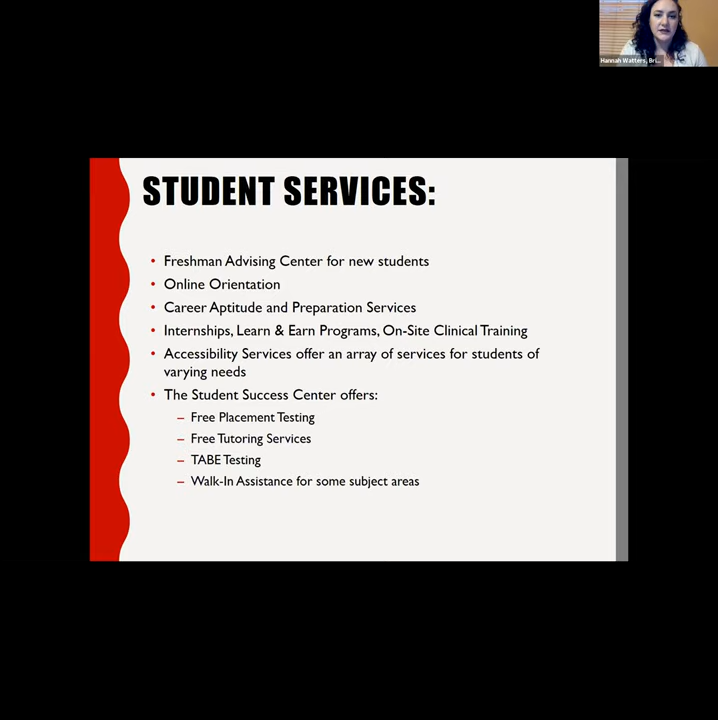 Hannah Watters, Bri...
STUDENT SERVICES:
• Freshman Advising Center for new students
• Online Orientation
• Career Aptitude and Preparation Services
• Internships, Learn & Earn Programs, On-Site Clinical Training
• Accessibility Services offer an array of services for students of
varying needs
• The Student Success Center offers:
– Free Placement Testing
– Free Tutoring Services
– TABE Testing
– Walk-In Assistance for some subject areas